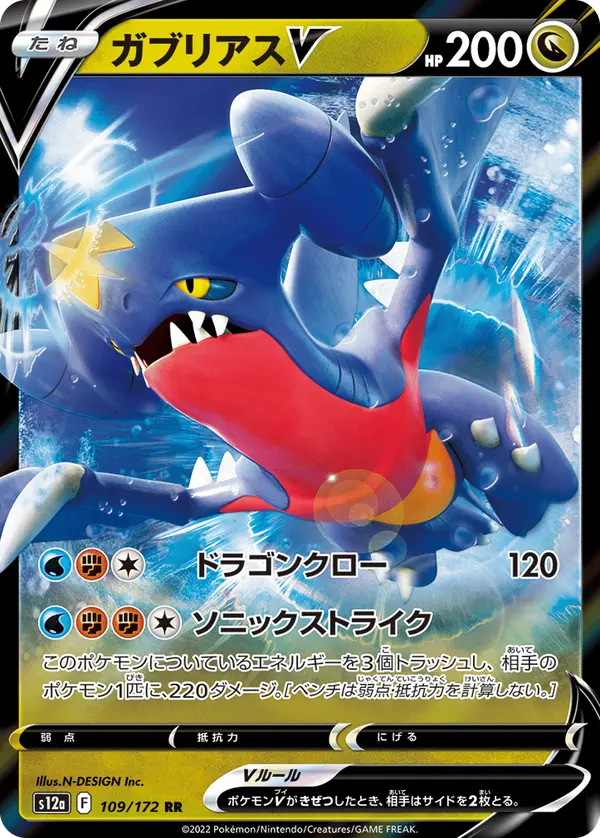 たね ガブリアスV HP200
ドラゴンクロー 120
ソニックストライク
このポケモンについているエネルギーを3個トラッシュし、相手の
ポケモン1匹に、220ダメージ。[ベンチは弱点・抵抗力を計算しない。]
弱点 抵抗力 にげる
Illus.N-DESIGN Inc.
Vルール
s12a F 109/172 RR
ポケモンVがきぜつしたとき、相手はサイドを2枚とる。
©2022 Pokémon/Nintendo/Creatures/GAME FREAK.